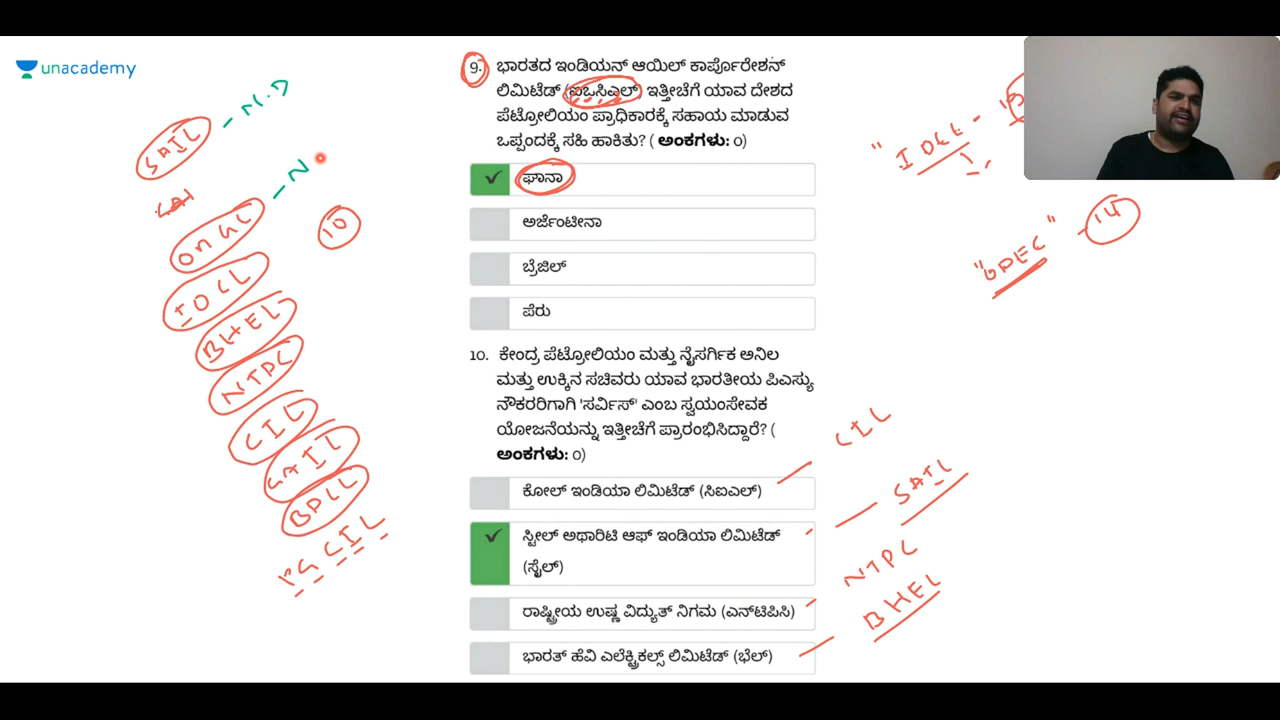 unacademy
9. ಭಾರತದ ಇಂಡಿಯನ್ ಆಯಿಲ್ ಕಾರ್ಪೊರೇಶನ್
ಲಿಮಿಟೆಡ್ (ಐಒಸಿಎಲ್) ಇತ್ತೀಚೆಗೆ ಯಾವ ದೇಶದ
ಪೆಟ್ರೋಲಿಯಂ ಪ್ರಾಧಿಕಾರಕ್ಕೆ ಸಹಾಯ ಮಾಡುವ
ಒಪ್ಪಂದಕ್ಕೆ ಸಹಿ ಹಾಕಿತು? ( ಅಂಕಗಳು: 0)
ಘಾನಾ
ಅರ್ಜೆಂಟೀನಾ
ಬ್ರೆಜಿಲ್
ಪೆರು
10. ಕೇಂದ್ರ ಪೆಟ್ರೋಲಿಯಂ ಮತ್ತು ನೈಸರ್ಗಿಕ ಅನಿಲ
ಮತ್ತು ಉಕ್ಕಿನ ಸಚಿವರು ಯಾವ ಭಾರತೀಯ ಪಿಎಸ್ಯು
ನೌಕರರಿಗಾಗಿ 'ಸರ್ವಿಸ್' ಎಂಬ ಸ್ವಯಂಸೇವಕ
ಯೋಜನೆಯನ್ನು ಇತ್ತೀಚೆಗೆ ಪ್ರಾರಂಭಿಸಿದ್ದಾರೆ? (
ಅಂಕಗಳು: 0)
ಕೋಲ್ ಇಂಡಿಯಾ ಲಿಮಿಟೆಡ್ (ಸಿಐಎಲ್)
ಸ್ಟೀಲ್ ಅಥಾರಿಟಿ ಆಫ್ ಇಂಡಿಯಾ ಲಿಮಿಟೆಡ್
(ಸೈಲ್)
ರಾಷ್ಟ್ರೀಯ ಉಷ್ಣ ವಿದ್ಯುತ್ ನಿಗಮ (ಎನ್‌ಟಿಪಿಸಿ)
ಭಾರತ್ ಹೆವಿ ಎಲೆಕ್ಟ್ರಿಕಲ್ಸ್ ಲಿಮಿಟೆಡ್ (ಭೆಲ್)
SAIL - N.D
ONGC - N
10
IOCL
BHEL
NTPC
CIL
GAIL
BPCL
PGCIL
"IOCL -
"OPEC" - 14
CIL
SAIL
NTPC
BHEL